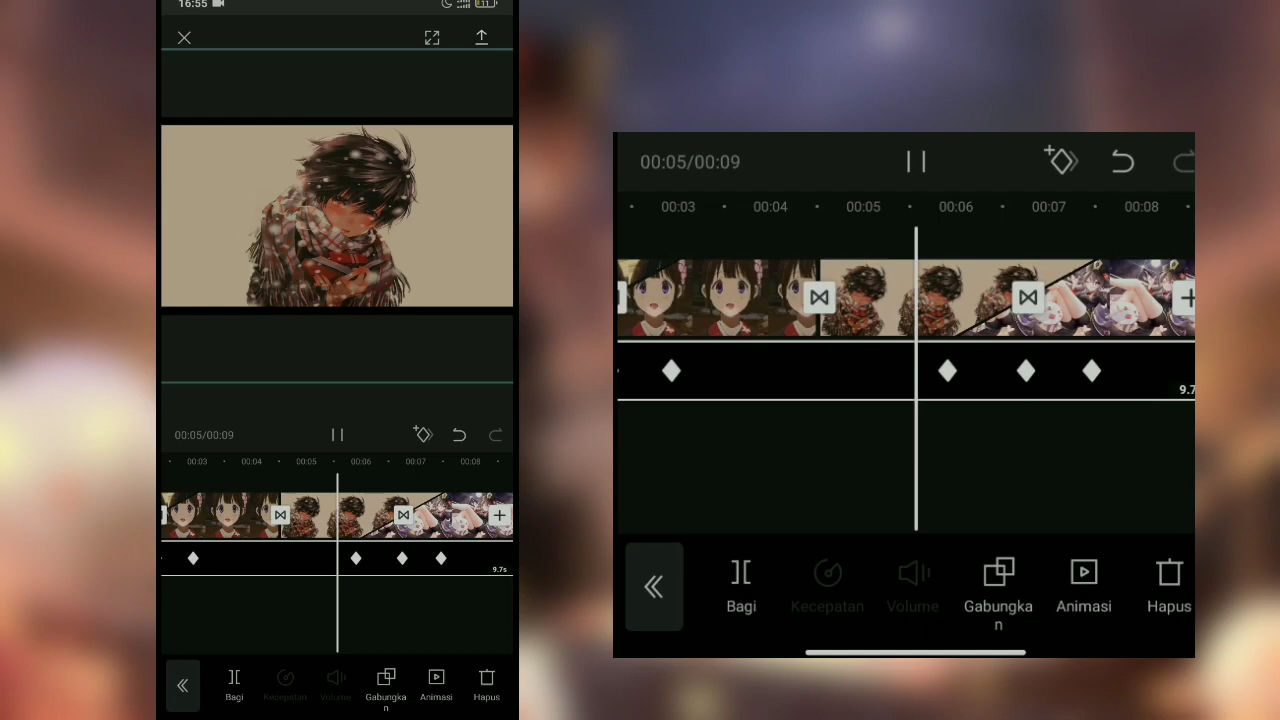 16:55
11
00:05/00:09
00:03 00:04 00:05 00:06 00:07 00:08
9.7s
Bagi Kecepatan Volume Gabungka
n Animasi Hapus
00:05/00:09
00:03 00:04 00:05 00:06 00:07 00:08
9.7
Bagi Kecepatan Volume Gabungka
n Animasi Hapus